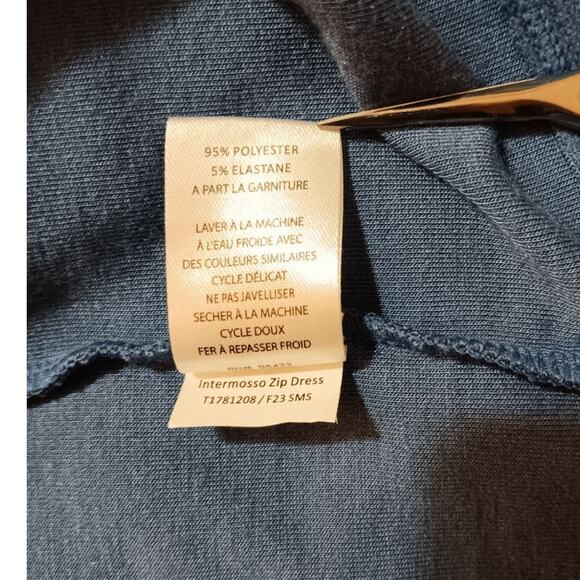 95% POLYESTER
5% ELASTANE
A PART LA GARNITURE
LAVER À LA MACHINE
À L'EAU FROIDE AVEC
DES COULEURS SIMILAIRES
CYCLE DÉLICAT
NE PAS JAVELLISER
SECHER À LA MACHINE
CYCLE DOUX
FER À REPASSER FROID
Intermosso Zip Dress
T1781208 / F23 SMS